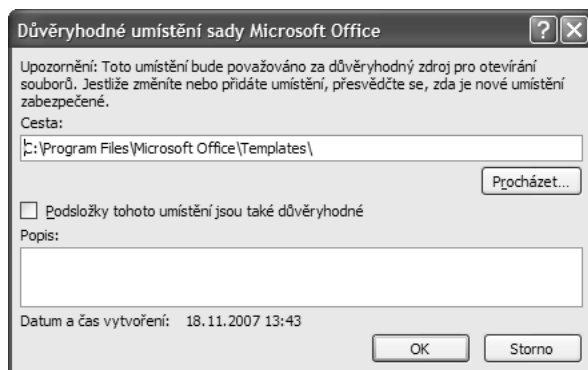 Důvěryhodné umístění sady Microsoft Office
Upozornění: Toto umístění bude považováno za důvěryhodný zdroj pro otevírání
souborů. Jestliže změníte nebo přidáte umístění, přesvědčte se, zda je nové umístění
zabezpečené.
Cesta:
C:\Program Files\Microsoft Office\Templates\
Procházet...
Podsložky tohoto umístění jsou také důvěryhodné
Popis:
Datum a čas vytvoření: 18.11.2007 13:43
OK Storno